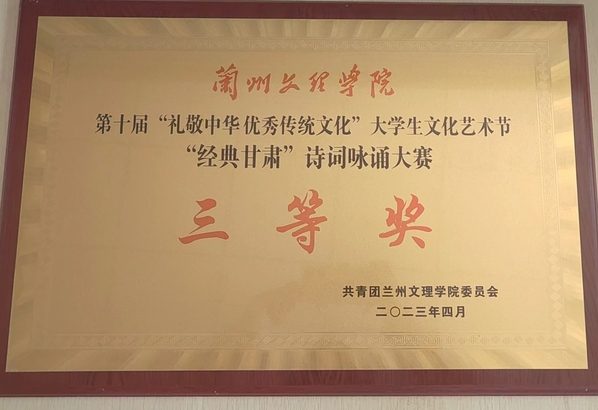 蘭州文理学院
第十届“礼敬中华优秀传统文化”大学生文化艺术节
“经典甘肃”诗词咏诵大赛
三等奖
共青团兰州文理学院委员会
二〇二三年四月